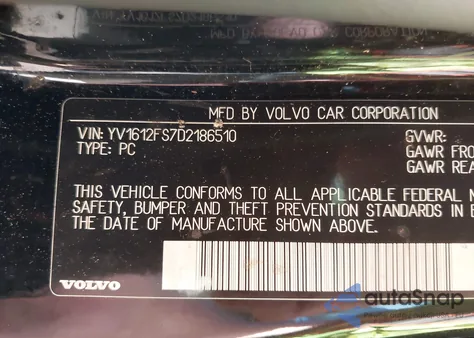 MFD BY VOLVO CAR CORPORATION
VIN: YV1612FS7D2186510
GVWR:
TYPE: PC
GAWR FRO
GAWR REA
THIS VEHICLE CONFORMS TO ALL APPLICABLE FEDERAL M
SAFETY, BUMPER AND THEFT PREVENTION STANDARDS IN E
THE DATE OF MANUFACTURE SHOWN ABOVE.
VOLVO
autoSnap